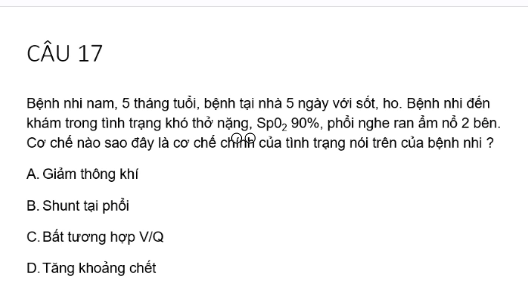 CÂU 17
Bệnh nhi nam, 5 tháng tuổi, bệnh tại nhà 5 ngày với sốt, ho. Bệnh nhi đến
khám trong tình trạng khó thở nặng, Sp0₂ 90%, phổi nghe ran ẩm nổ 2 bên.
Cơ chế nào sao đây là cơ chế chính của tình trạng nói trên của bệnh nhi ?
A. Giảm thông khí
B. Shunt tại phổi
C. Bất tương hợp V/Q
D. Tăng khoảng chết